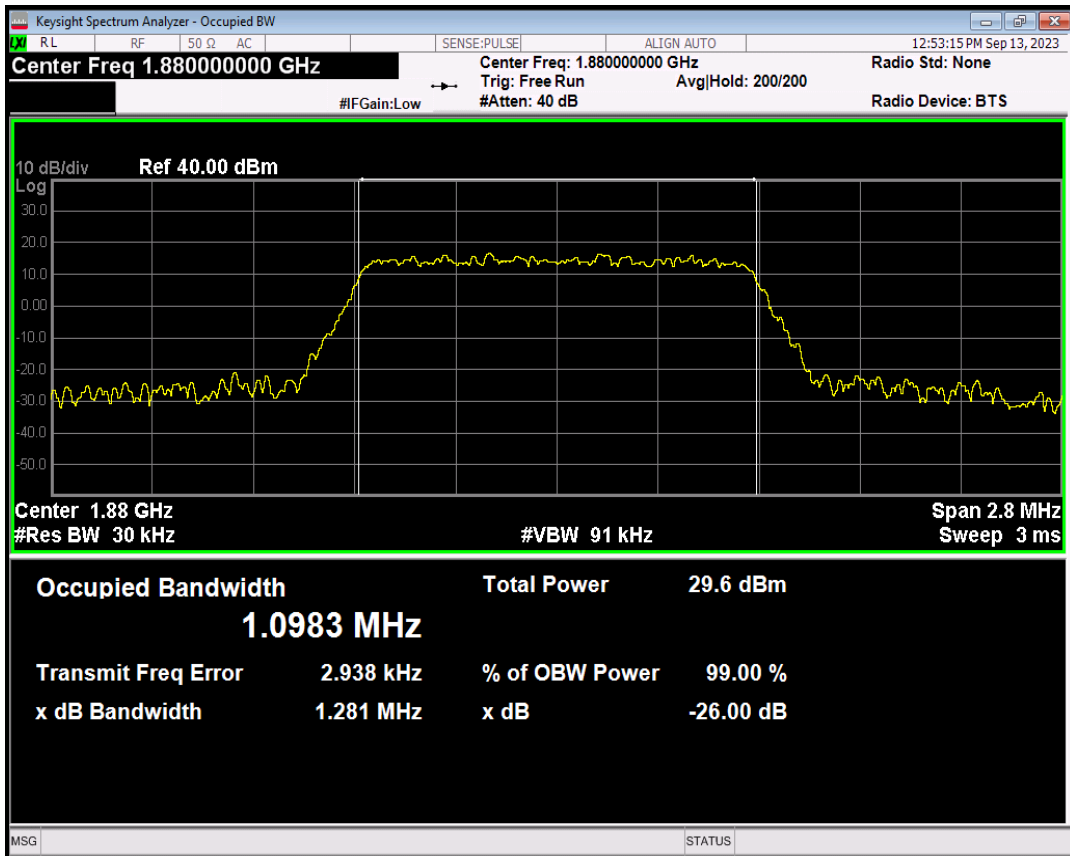 Keysight Spectrum Analyzer - Occupied BW
LXI RL RF 50 Ω AC SENSE:PULSE ALIGN AUTO 12:53:15 PM Sep 13, 2023
Center Freq 1.880000000 GHz Center Freq: 1.880000000 GHz Radio Std: None
Trig: Free Run Avg|Hold: 200/200
#IFGain:Low #Atten: 40 dB Radio Device: BTS
10 dB/div Ref 40.00 dBm
Log
30.0
20.0
10.0
0.00
-10.0
-20.0
-30.0
-40.0
-50.0
Center 1.88 GHz Span 2.8 MHz
#Res BW 30 kHz #VBW 91 kHz Sweep 3 ms
Occupied Bandwidth Total Power 29.6 dBm
1.0983 MHz
Transmit Freq Error 2.938 kHz % of OBW Power 99.00 %
x dB Bandwidth 1.281 MHz x dB -26.00 dB
MSG STATUS